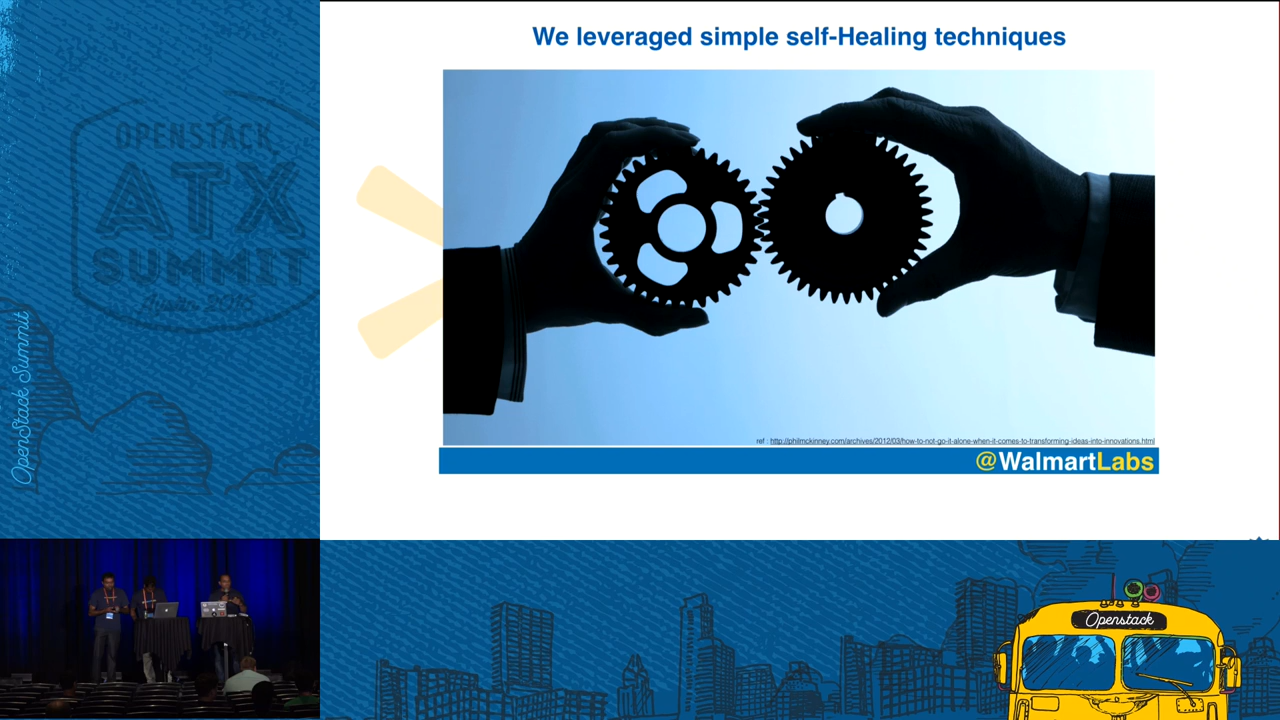 We leveraged simple self-Healing techniques
OPENSTACK
ATX
SUMMIT
OpenStack Summit
ref : http://philmckinney.com/archives/2012/03/how-to-not-go-it-alone-when-it-comes-to-transforming-ideas-into-innovations.html
@WalmartLabs
Openstack